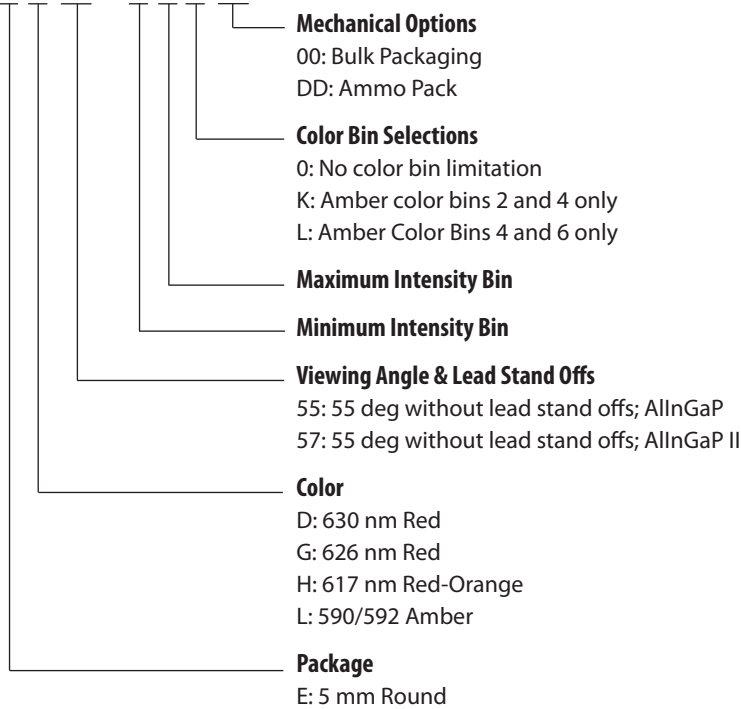 Mechanical Options
00: Bulk Packaging
DD: Ammo Pack
Color Bin Selections
0: No color bin limitation
K: Amber color bins 2 and 4 only
L: Amber Color Bins 4 and 6 only
Maximum Intensity Bin
Minimum Intensity Bin
Viewing Angle & Lead Stand Offs
55: 55 deg without lead stand offs; AlInGaP
57: 55 deg without lead stand offs; AlInGaP II
Color
D: 630 nm Red
G: 626 nm Red
H: 617 nm Red-Orange
L: 590/592 Amber
Package
E: 5 mm Round